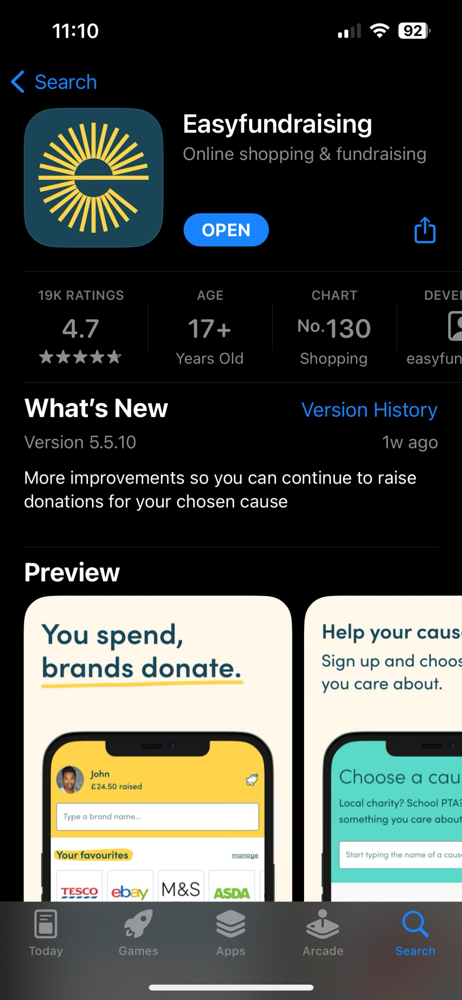 11:10
92
Search
Easyfundraising
Online shopping & fundraising
OPEN
19K RATINGS
4.7
AGE
17+
Years Old
CHART
No.130
Shopping
DEVEL
easyfun
What's New
Version History
Version 5.5.10
1w ago
More improvements so you can continue to raise
donations for your chosen cause
Preview
You spend,
brands donate.
John
£24.50 raised
Type a brand name...
Your favourites
manage
TESCO
ebay
M&S
ASDA
Help your caus
Sign up and choos
you care about.
Choose a cau
Local charity? School PTA?
something you care about
Start typing the name of a caus
Today
Games
Apps
Arcade
Search